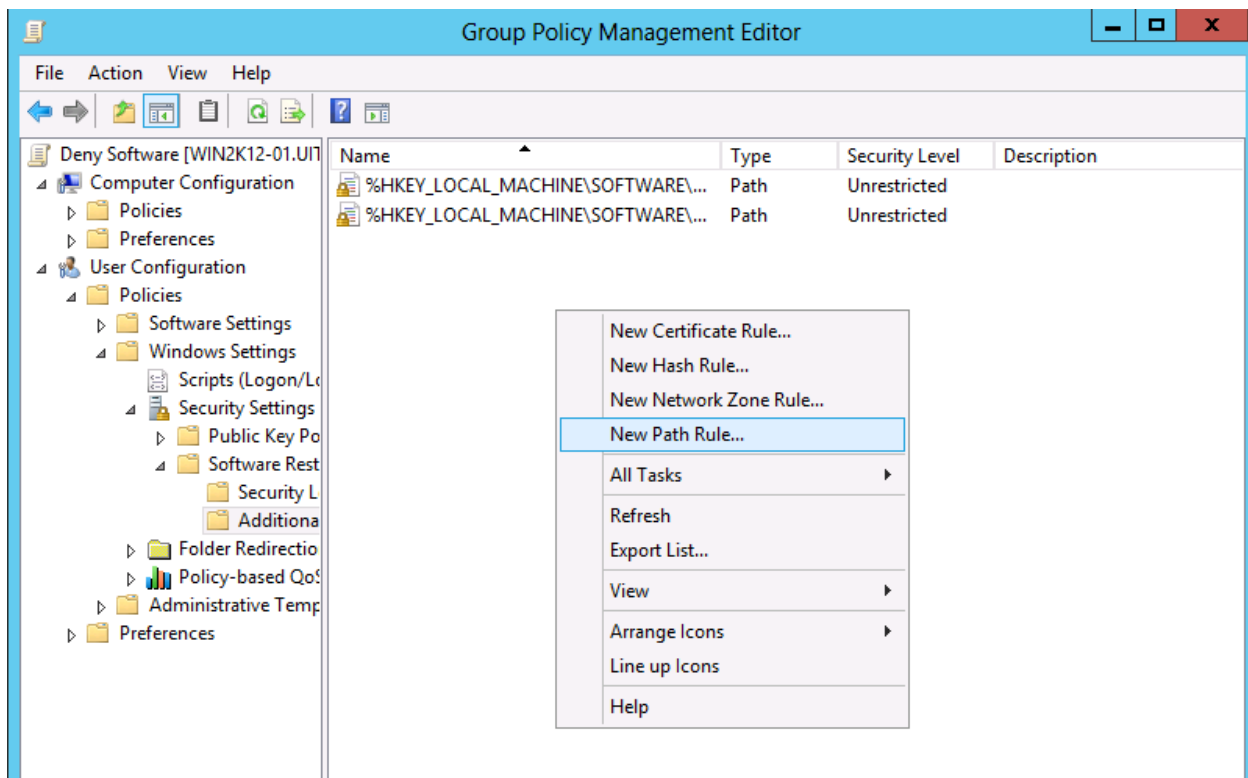 Group Policy Management Editor
File Action View Help
Deny Software [WIN2K12-01.UIT
Computer Configuration
Policies
Preferences
User Configuration
Policies
Software Settings
Windows Settings
Scripts (Logon/Lo
Security Settings
Public Key Po
Software Rest
Security L
Additiona
Folder Redirectio
Policy-based QoS
Administrative Temp
Preferences
Name Type Security Level Description
%HKEY_LOCAL_MACHINE\SOFTWARE\... Path Unrestricted
%HKEY_LOCAL_MACHINE\SOFTWARE\... Path Unrestricted
New Certificate Rule...
New Hash Rule...
New Network Zone Rule...
New Path Rule...
All Tasks
Refresh
Export List...
View
Arrange Icons
Line up Icons
Help